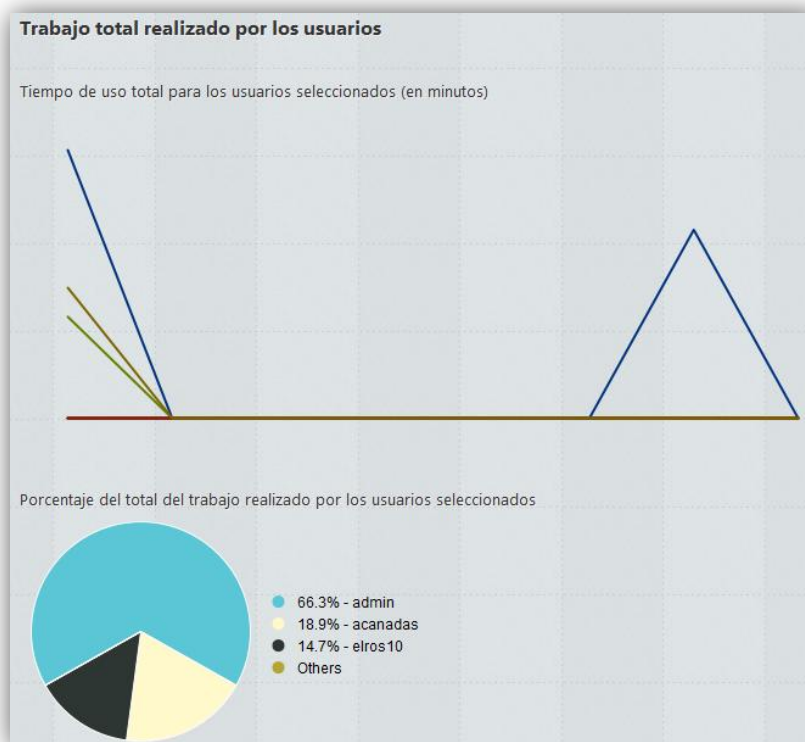 Trabajo total realizado por los usuarios
Tiempo de uso total para los usuarios seleccionados (en minutos)
Porcentaje del total del trabajo realizado por los usuarios seleccionados
66.3% - admin
18.9% - acanadas
14.7% - elros10
Others